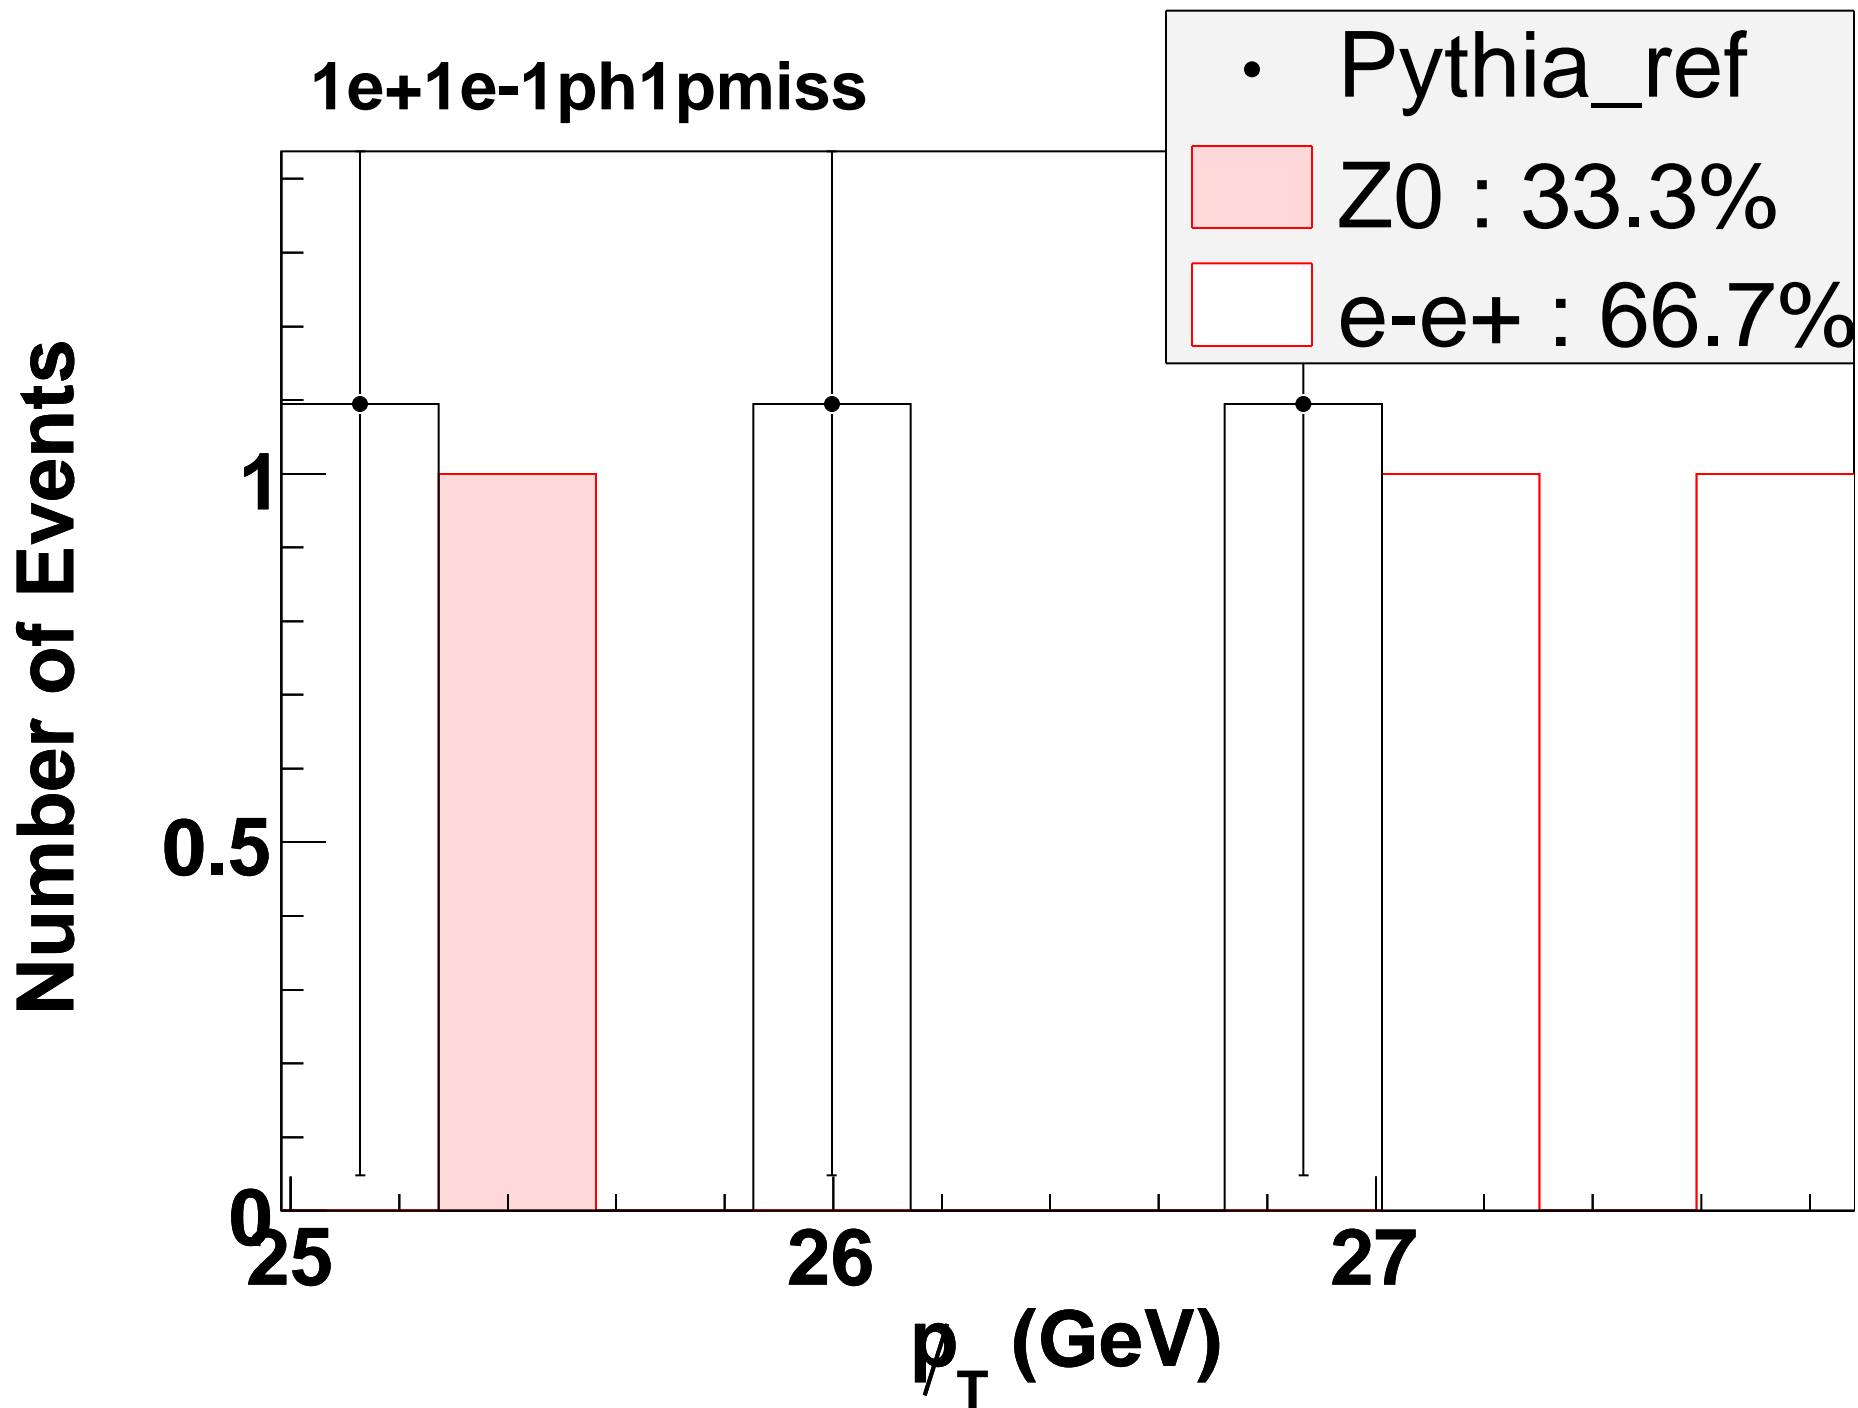 1e+1e-1ph1pmiss
Pythia_ref
Z0 : 33.3%
e-e+ : 66.7%
Number of Events
1
0.5
0
25 26 27
p̸T (GeV)